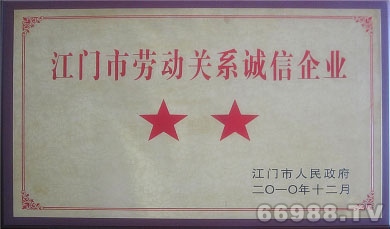 江门市劳动关系诚信企业
江门市人民政府
二〇一〇年十二月
66988.TV